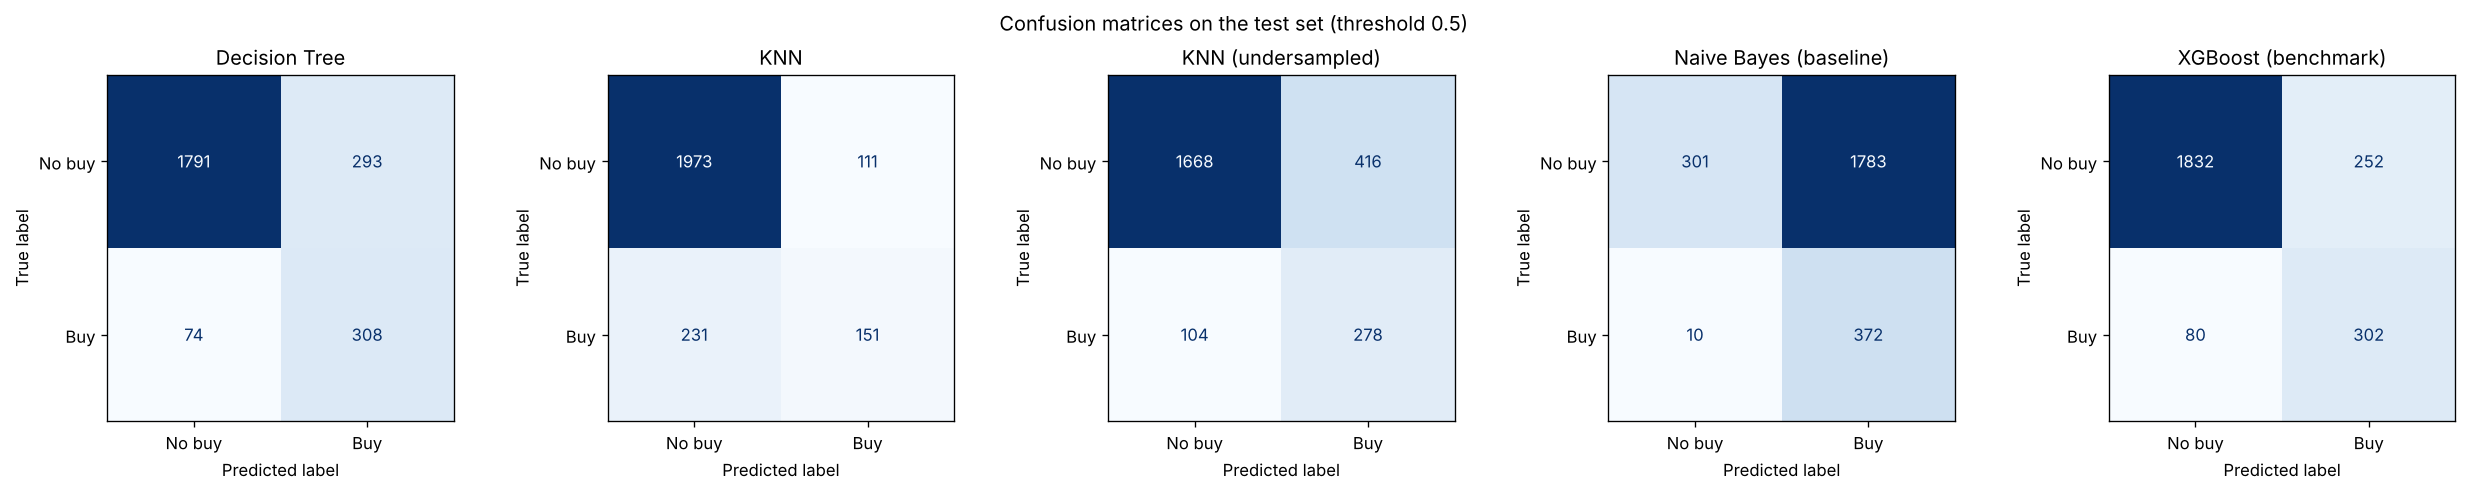 Confusion matrices on the test set (threshold 0.5)
Decision Tree
No buy
1791
293
Buy
74
308
True label
No buy
Buy
Predicted label
KNN
No buy
1973
111
Buy
231
151
True label
No buy
Buy
Predicted label
KNN (undersampled)
No buy
1668
416
Buy
104
278
True label
No buy
Buy
Predicted label
Naive Bayes (baseline)
No buy
301
1783
Buy
10
372
True label
No buy
Buy
Predicted label
XGBoost (benchmark)
No buy
1832
252
Buy
80
302
True label
No buy
Buy
Predicted label